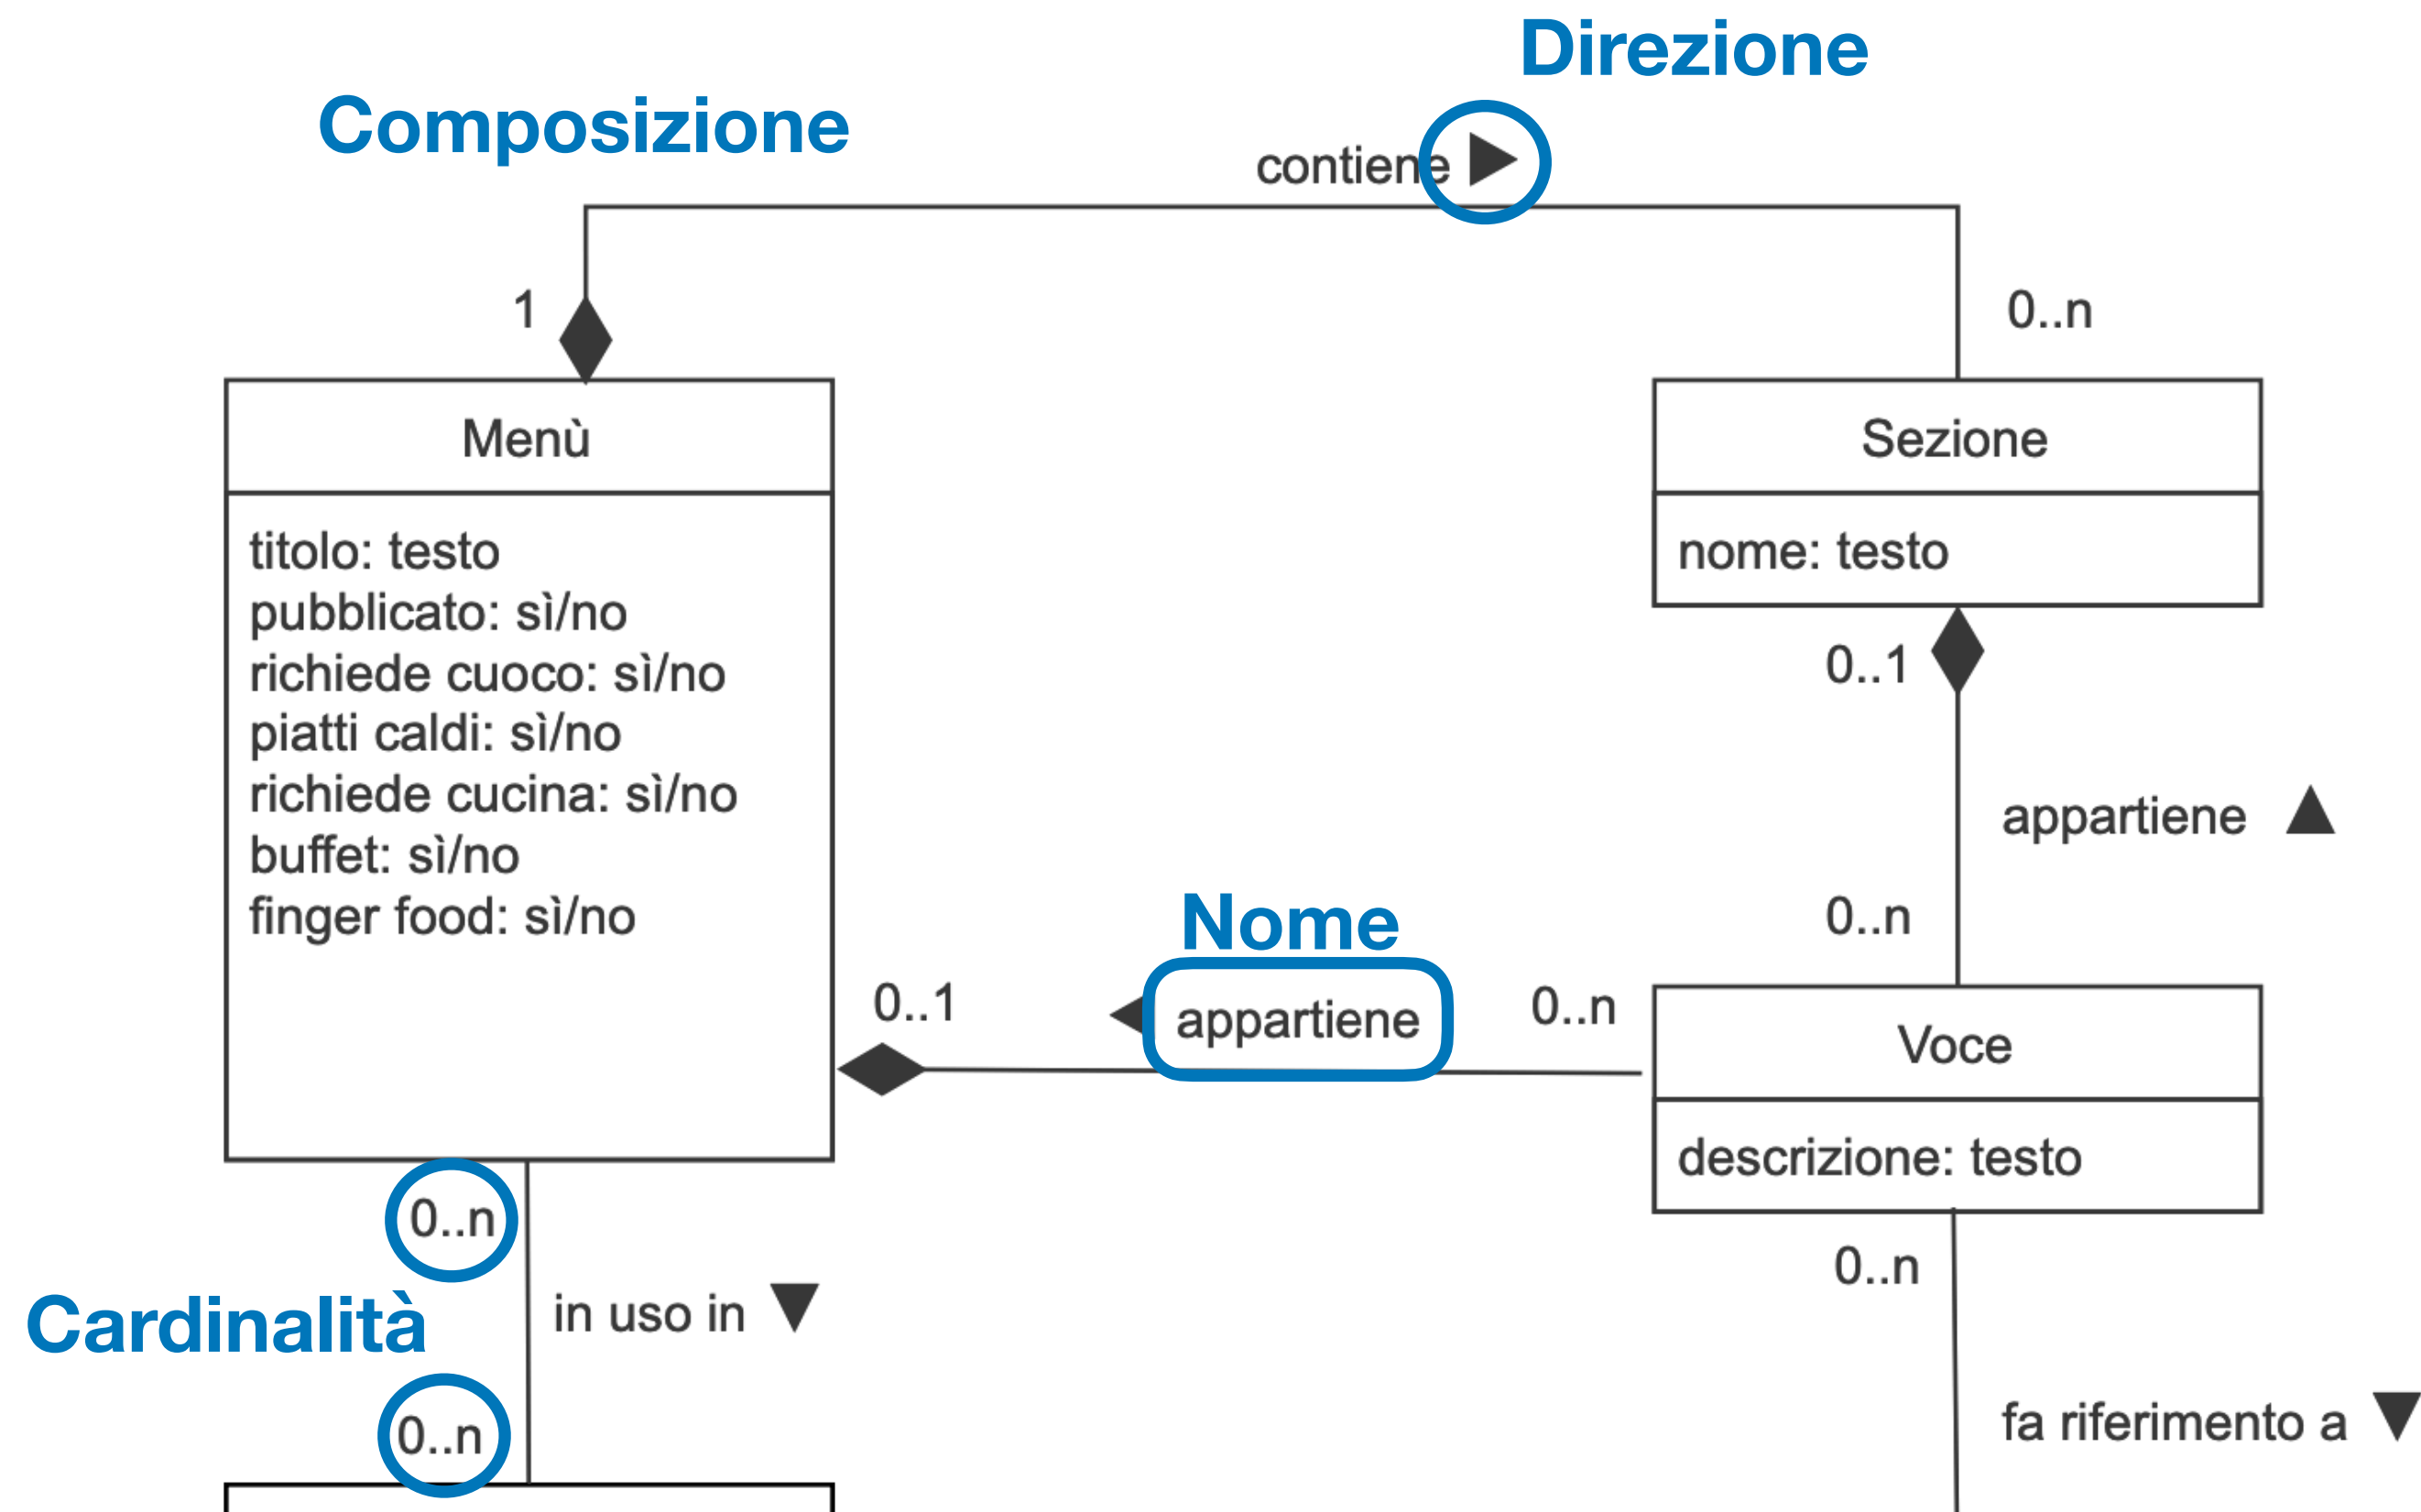 Direzione
Composizione
contiene
1
0..n
Menù
Sezione
titolo: testo
pubblicato: sì/no
richiede cuoco: sì/no
piatti caldi: sì/no
richiede cucina: sì/no
buffet: sì/no
finger food: sì/no
nome: testo
0..1
appartiene
0..n
Nome
0..1
appartiene
0..n
Voce
descrizione: testo
0..n
0..n
in uso in
Cardinalità
0..n
fa riferimento a